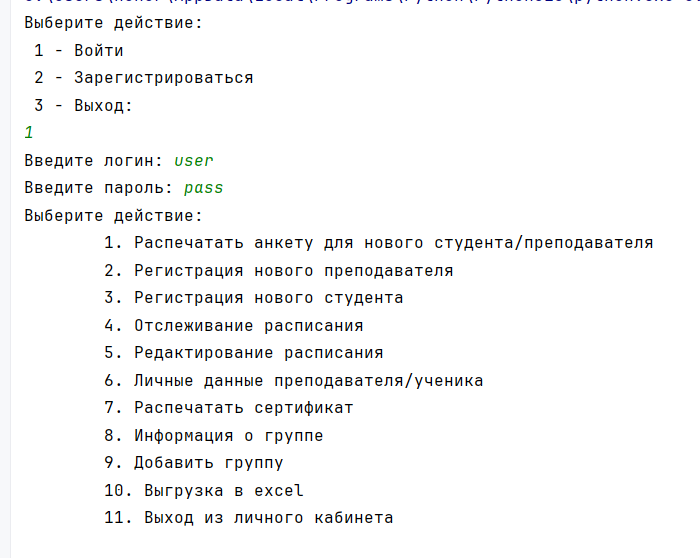 Выберите действие:
1 - Войти
2 - Зарегистрироваться
3 - Выход:
1
Введите логин: user
Введите пароль: pass
Выберите действие:
1. Распечатать анкету для нового студента/преподавателя
2. Регистрация нового преподавателя
3. Регистрация нового студента
4. Отслеживание расписания
5. Редактирование расписания
6. Личные данные преподавателя/ученика
7. Распечатать сертификат
8. Информация о группе
9. Добавить группу
10. Выгрузка в excel
11. Выход из личного кабинета